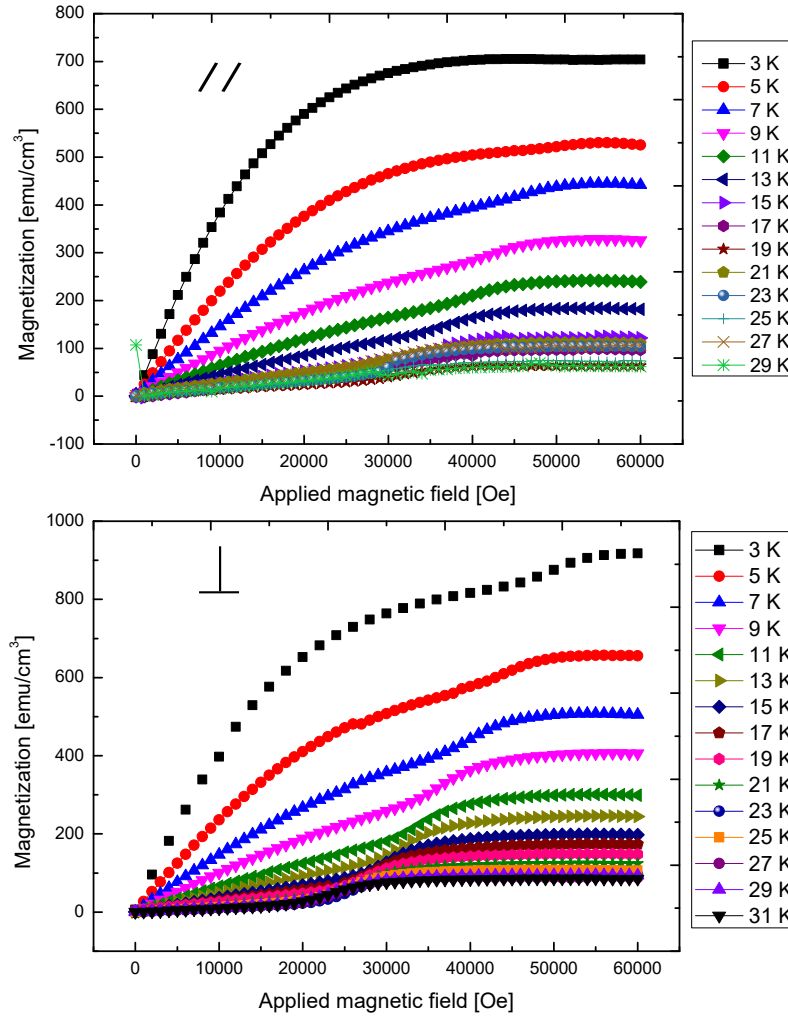 //
Magnetization [emu/cm³]
800
700
600
500
400
300
200
100
0
-100
0 10000 20000 30000 40000 50000 60000
Applied magnetic field [Oe]
3 K
5 K
7 K
9 K
11 K
13 K
15 K
17 K
19 K
21 K
23 K
25 K
27 K
29 K
⊥
Magnetization [emu/cm³]
1000
800
600
400
200
0
0 10000 20000 30000 40000 50000 60000
Applied magnetic field [Oe]
3 K
5 K
7 K
9 K
11 K
13 K
15 K
17 K
19 K
21 K
23 K
25 K
27 K
29 K
31 K